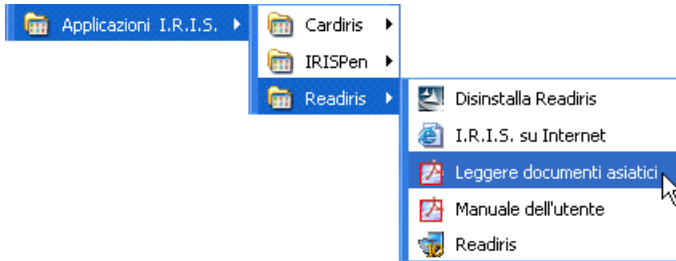 Applicazioni I.R.I.S.
Cardiris
IRISPen
Readiris
Disinstalla Readiris
I.R.I.S. su Internet
Leggere documenti asiatici
Manuale dell'utente
Readiris